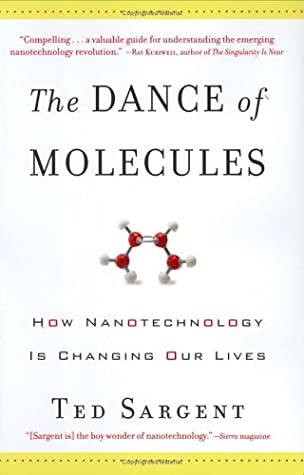 “Compelling . . . a valuable guide for understanding the emerging
nanotechnology revolution.” —Ray Kurzweil, author of The Singularity Is Near
The DANCE of
MOLECULES
How Nanotechnology
Is Changing Our Lives
Ted Sargent
“[Sargent is] the boy wonder of nanotechnology.” —Sierra magazine